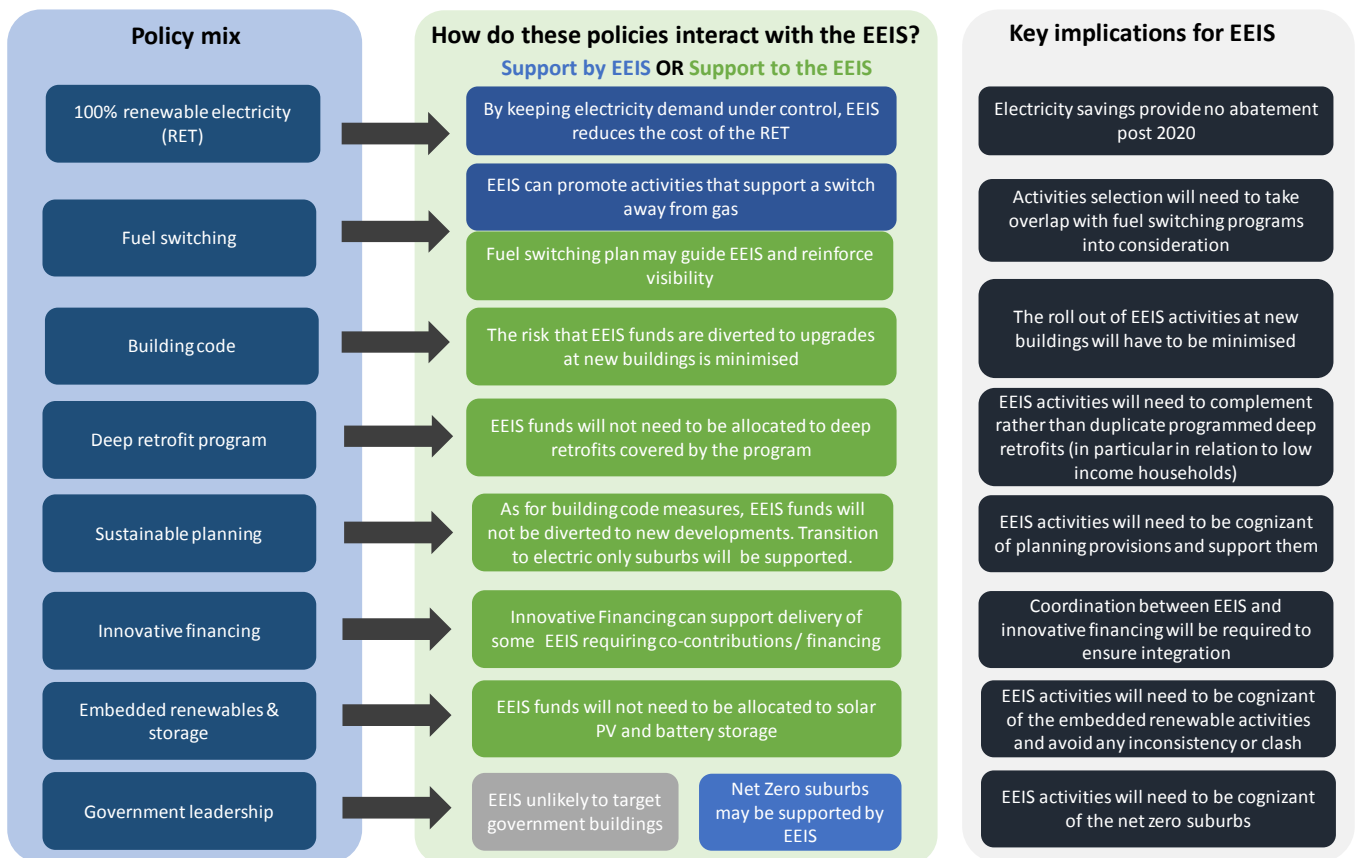 Policy mix
How do these policies interact with the EEIS?
Key implications for EEIS
Support by EEIS OR Support to the EEIS
100% renewable electricity
(RET)
By keeping electricity demand under control, EEIS
reduces the cost of the RET
Electricity savings provide no abatement
post 2020
Fuel switching
EEIS can promote activities that support a switch
away from gas
Fuel switching plan may guide EEIS and reinforce
visibility
Activities selection will need to take
overlap with fuel switching programs
into consideration
Building code
The risk that EEIS funds are diverted to upgrades
at new buildings is minimised
The roll out of EEIS activities at new
buildings will have to be minimised
Deep retrofit program
EEIS funds will not need to be allocated to deep
retrofits covered by the program
EEIS activities will need to complement
rather than duplicate programmed deep
retrofits (in particular in relation to low
income households)
Sustainable planning
As for building code measures, EEIS funds will
not be diverted to new developments. Transition
to electric only suburbs will be supported.
EEIS activities will need to be cognizant
of planning provisions and support them
Innovative financing
Innovative Financing can support delivery of
some EEIS requiring co-contributions / financing
Coordination between EEIS and
innovative financing will be required to
ensure integration
Embedded renewables &
storage
EEIS funds will not need to be allocated to solar
PV and battery storage
EEIS activities will need to be cognizant
of the embedded renewable activities
and avoid any inconsistency or clash
Government leadership
EEIS unlikely to target
government buildings
Net Zero suburbs
may be supported by
EEIS
EEIS activities will need to be cognizant
of the net zero suburbs